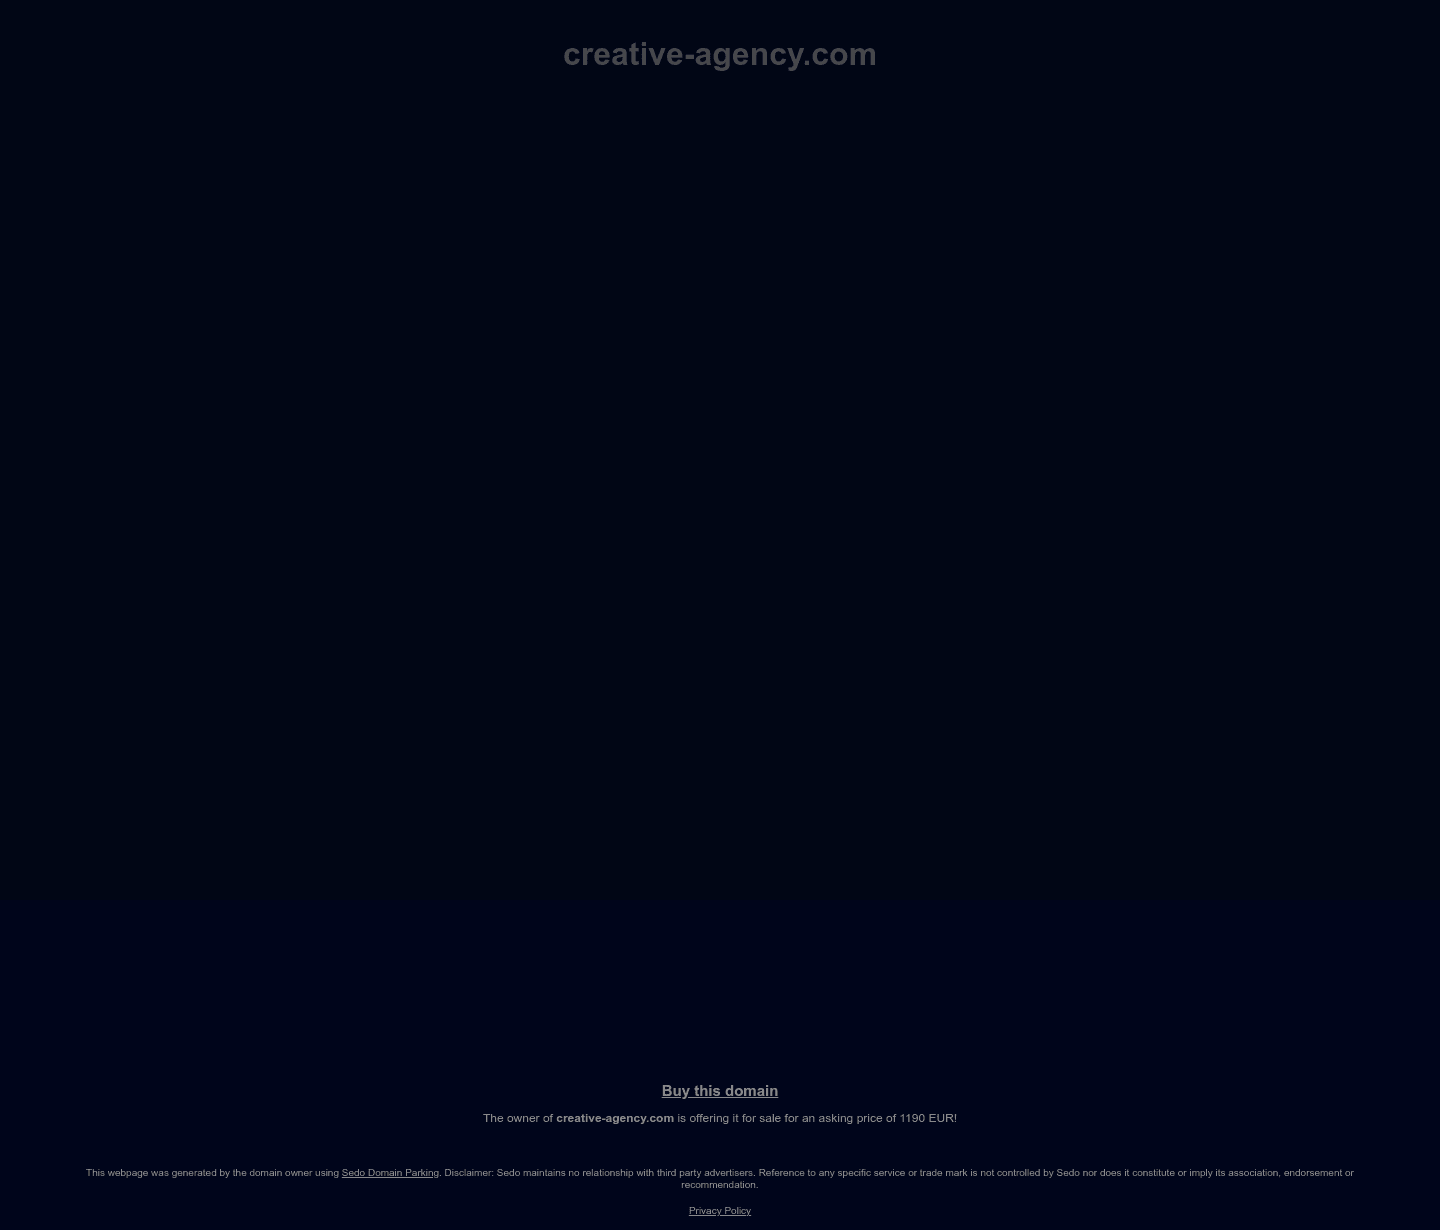 creative-agency.com
Buy this domain
The owner of creative-agency.com is offering it for sale for an asking price of 1190 EUR!
This webpage was generated by the domain owner using Sedo Domain Parking. Disclaimer: Sedo maintains no relationship with third party advertisers. Reference to any specific service or trade mark is not controlled by Sedo nor does it constitute or imply its association, endorsement or
recommendation.
Privacy Policy